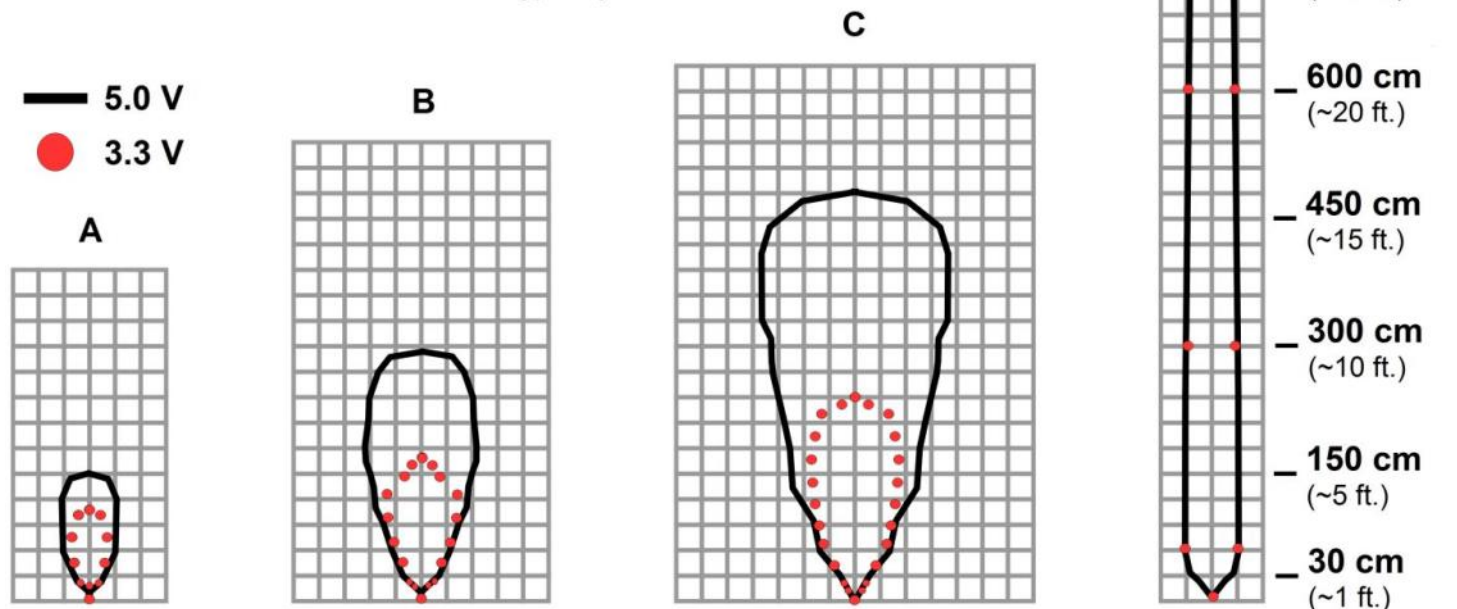 C
B
5.0 V
3.3 V
A
600 cm
(~20 ft.)
450 cm
(~15 ft.)
300 cm
(~10 ft.)
150 cm
(~5 ft.)
30 cm
(~1 ft.)